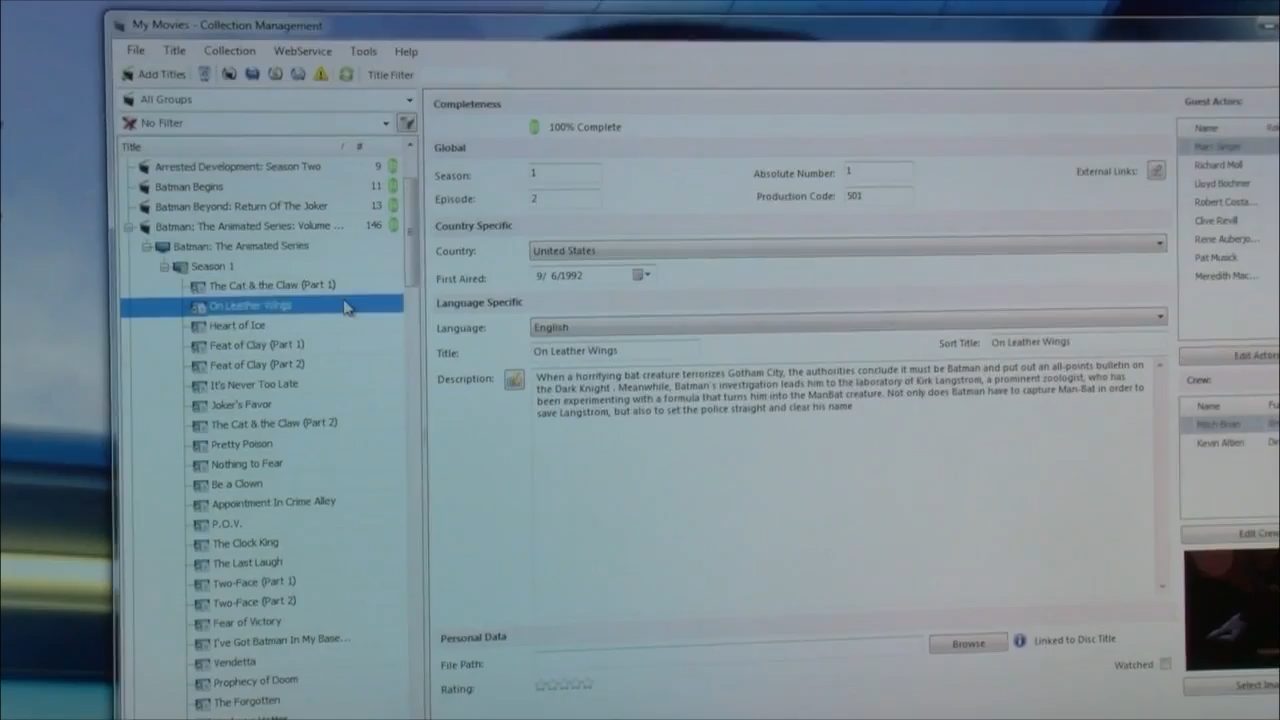 My Movies - Collection Management
File Title Collection WebService Tools Help
Add Titles Title Filter
All Groups
No Filter
Title / #
Arrested Development: Season Two 9
Batman Begins 11
Batman Beyond: Return Of The Joker 13
Batman: The Animated Series: Volume ... 146
Batman: The Animated Series
Season 1
The Cat & the Claw (Part 1)
On Leather Wings
Heart of Ice
Feat of Clay (Part 1)
Feat of Clay (Part 2)
It's Never Too Late
Joker's Favor
The Cat & the Claw (Part 2)
Pretty Poison
Nothing to Fear
Be a Clown
Appointment In Crime Alley
P.O.V.
The Clock King
The Last Laugh
Two-Face (Part 1)
Two-Face (Part 2)
Fear of Victory
I've Got Batman In My Base...
Vendetta
Prophecy of Doom
The Forgotten
Completeness
100% Complete
Global
Season: 1 Absolute Number: 1 External Links:
Episode: 2 Production Code: 501
Country Specific
Country: United States
First Aired: 9/ 6/1992
Language Specific
Language: English
Title: On Leather Wings Sort Title: On Leather Wings
Description: When a horrifying bat creature terrorizes Gotham City, the authorities conclude it must be Batman and put out an all-points bulletin on
the Dark Knight . Meanwhile, Batman's investigation leads him to the laboratory of Kirk Langstrom, a prominent zoologist, who has
been experimenting with a formula that turns him into the ManBat creature. Not only does Batman have to capture Man-Bat in order to
save Langstrom, but also to set the police straight and clear his name
Personal Data
File Path: Browse Linked to Disc Title
Watched
Rating:
Guest Actors:
Name
Marc Singer
Richard Moll
Lloyd Bochner
Robert Costa...
Clive Revill
Rene Auberjo...
Pat Musick
Meredith Mac...
Edit Actors
Crew:
Name
Mitch Brian
Kevin Altieri
Edit Crew